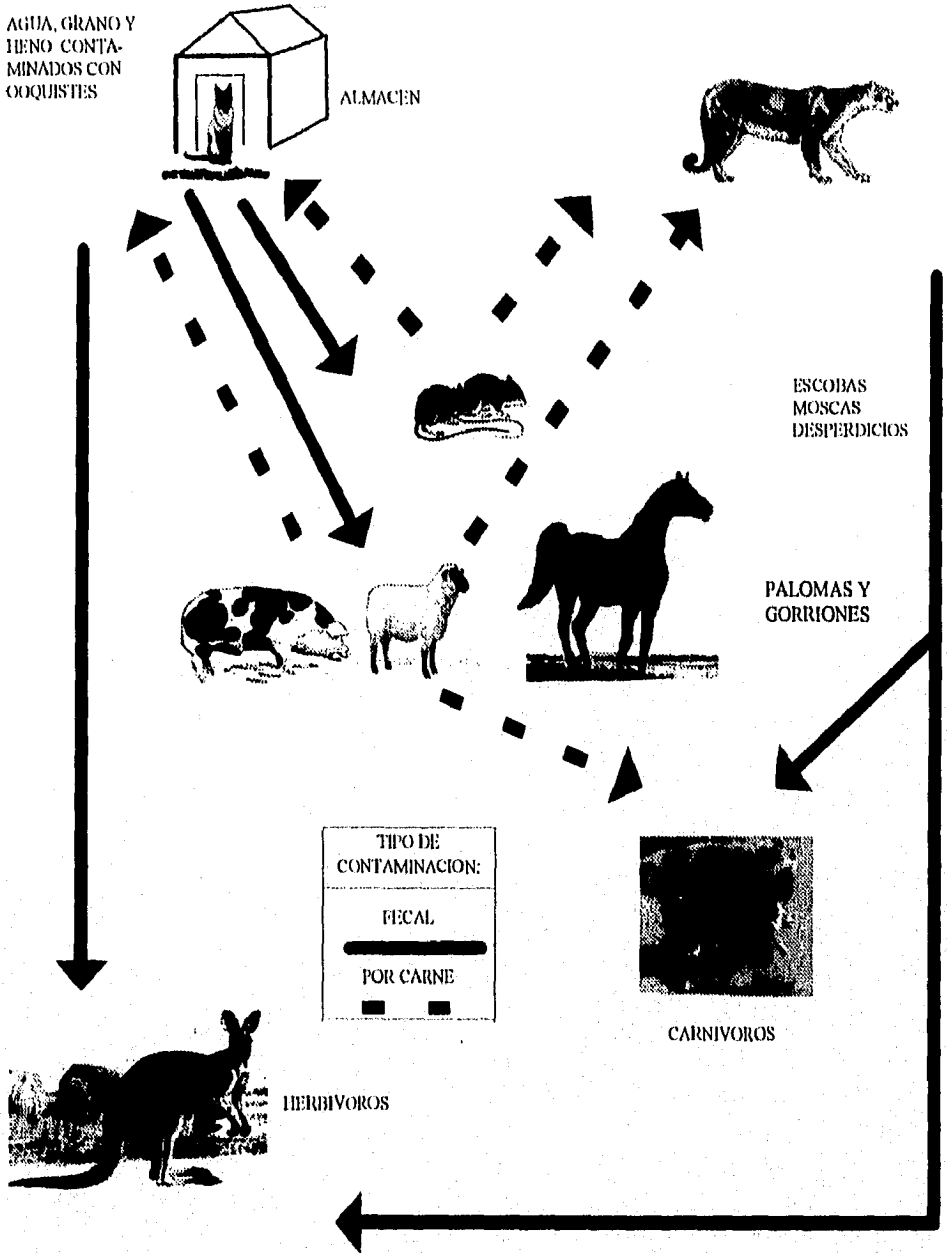 AGUA, GRANO Y
HENO CONTA-
MINADOS CON
OOQUISTES
ALMACEN
ESCOBAS
MOSCAS
DESPERDICIOS
PALOMAS Y
GORRIONES
TIPO DE
CONTAMINACION:
FECAL
POR CARNE
CARNIVOROS
HERBIVOROS